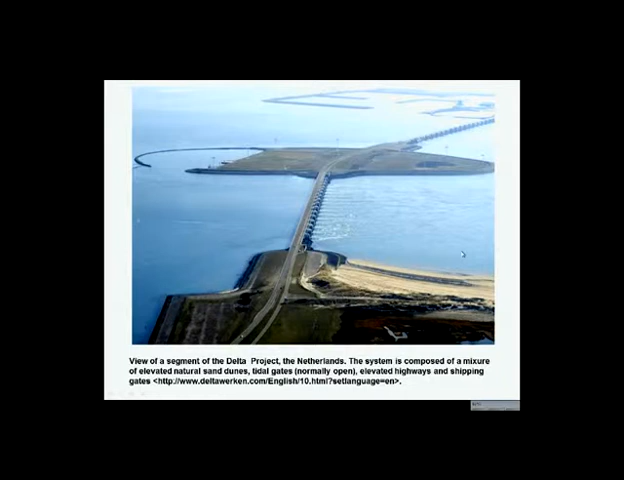 View of a segment of the Delta Project, the Netherlands. The system is composed of a mixure
of elevated natural sand dunes, tidal gates (normally open), elevated highways and shipping
gates <http://www.deltawerken.com/English/10.html?setlanguage=en>.